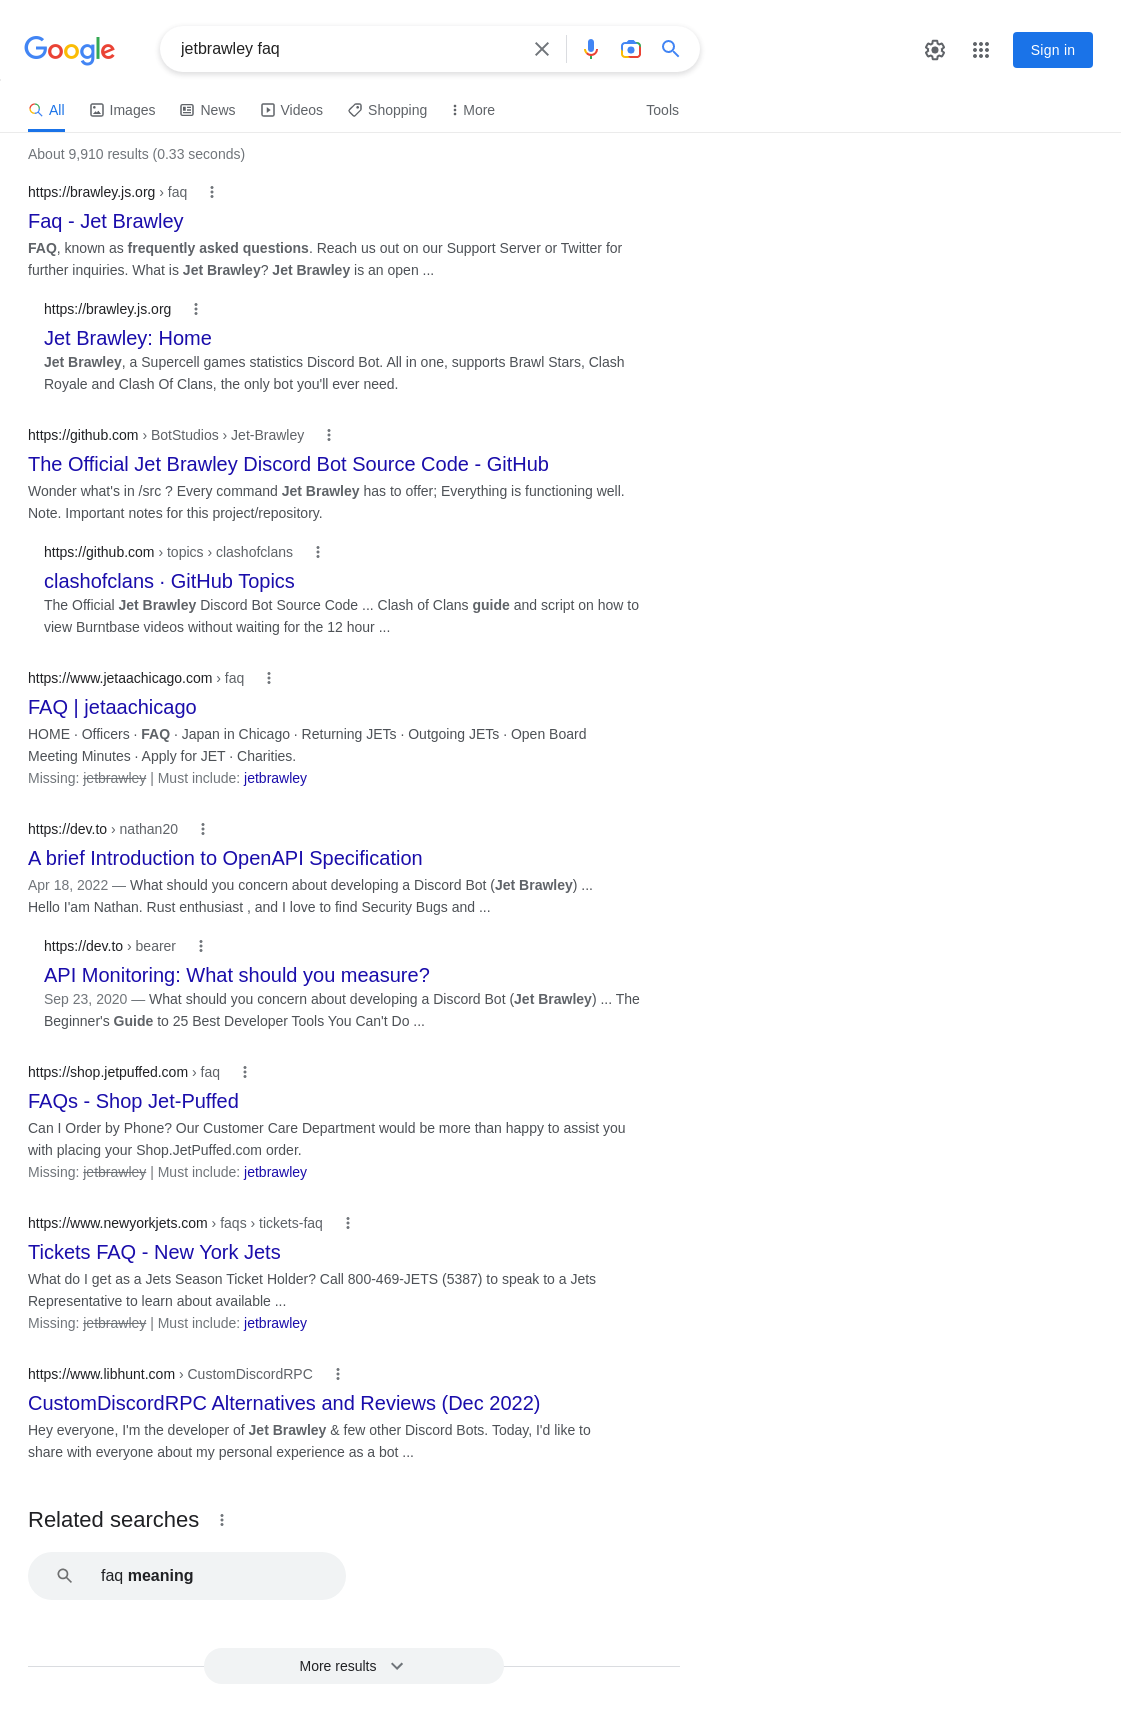 Google
jetbrawley faq
Sign in
All Images News Videos Shopping More Tools
About 9,910 results (0.33 seconds)
https://brawley.js.org › faq
Faq - Jet Brawley
FAQ, known as frequently asked questions. Reach us out on our Support Server or Twitter for
further inquiries. What is Jet Brawley? Jet Brawley is an open ...
https://brawley.js.org
Jet Brawley: Home
Jet Brawley, a Supercell games statistics Discord Bot. All in one, supports Brawl Stars, Clash
Royale and Clash Of Clans, the only bot you'll ever need.
https://github.com › BotStudios › Jet-Brawley
The Official Jet Brawley Discord Bot Source Code - GitHub
Wonder what's in /src ? Every command Jet Brawley has to offer; Everything is functioning well.
Note. Important notes for this project/repository.
https://github.com › topics › clashofclans
clashofclans · GitHub Topics
The Official Jet Brawley Discord Bot Source Code ... Clash of Clans guide and script on how to
view Burntbase videos without waiting for the 12 hour ...
https://www.jetaachicago.com › faq
FAQ | jetaachicago
HOME · Officers · FAQ · Japan in Chicago · Returning JETs · Outgoing JETs · Open Board
Meeting Minutes · Apply for JET · Charities.
Missing: jetbrawley | Must include: jetbrawley
https://dev.to › nathan20
A brief Introduction to OpenAPI Specification
Apr 18, 2022 — What should you concern about developing a Discord Bot (Jet Brawley) ...
Hello I'am Nathan. Rust enthusiast , and I love to find Security Bugs and ...
https://dev.to › bearer
API Monitoring: What should you measure?
Sep 23, 2020 — What should you concern about developing a Discord Bot (Jet Brawley) ... The
Beginner's Guide to 25 Best Developer Tools You Can't Do ...
https://shop.jetpuffed.com › faq
FAQs - Shop Jet-Puffed
Can I Order by Phone? Our Customer Care Department would be more than happy to assist you
with placing your Shop.JetPuffed.com order.
Missing: jetbrawley | Must include: jetbrawley
https://www.newyorkjets.com › faqs › tickets-faq
Tickets FAQ - New York Jets
What do I get as a Jets Season Ticket Holder? Call 800-469-JETS (5387) to speak to a Jets
Representative to learn about available ...
Missing: jetbrawley | Must include: jetbrawley
https://www.libhunt.com › CustomDiscordRPC
CustomDiscordRPC Alternatives and Reviews (Dec 2022)
Hey everyone, I'm the developer of Jet Brawley & few other Discord Bots. Today, I'd like to
share with everyone about my personal experience as a bot ...
Related searches
faq meaning
More results